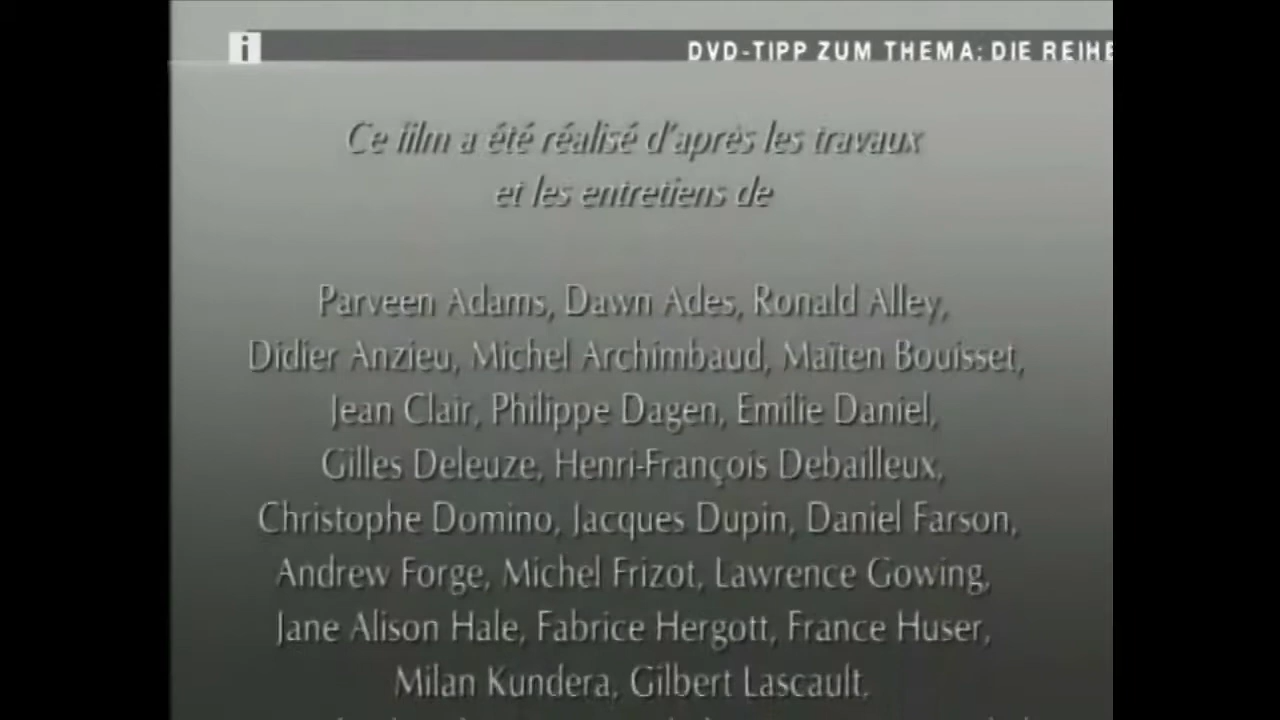 i DVD-TIPP ZUM THEMA: DIE REIHE
Ce film a été réalisé d'après les travaux
et les entretiens de
Parveen Adams, Dawn Ades, Ronald Alley,
Didier Anzieu, Michel Archimbaud, Maïten Bouisset,
Jean Clair, Philippe Dagen, Emilie Daniel,
Gilles Deleuze, Henri-François Debailleux,
Christophe Domino, Jacques Dupin, Daniel Farson,
Andrew Forge, Michel Frizot, Lawrence Gowing,
Jane Alison Hale, Fabrice Hergott, France Huser,
Milan Kundera, Gilbert Lascault,